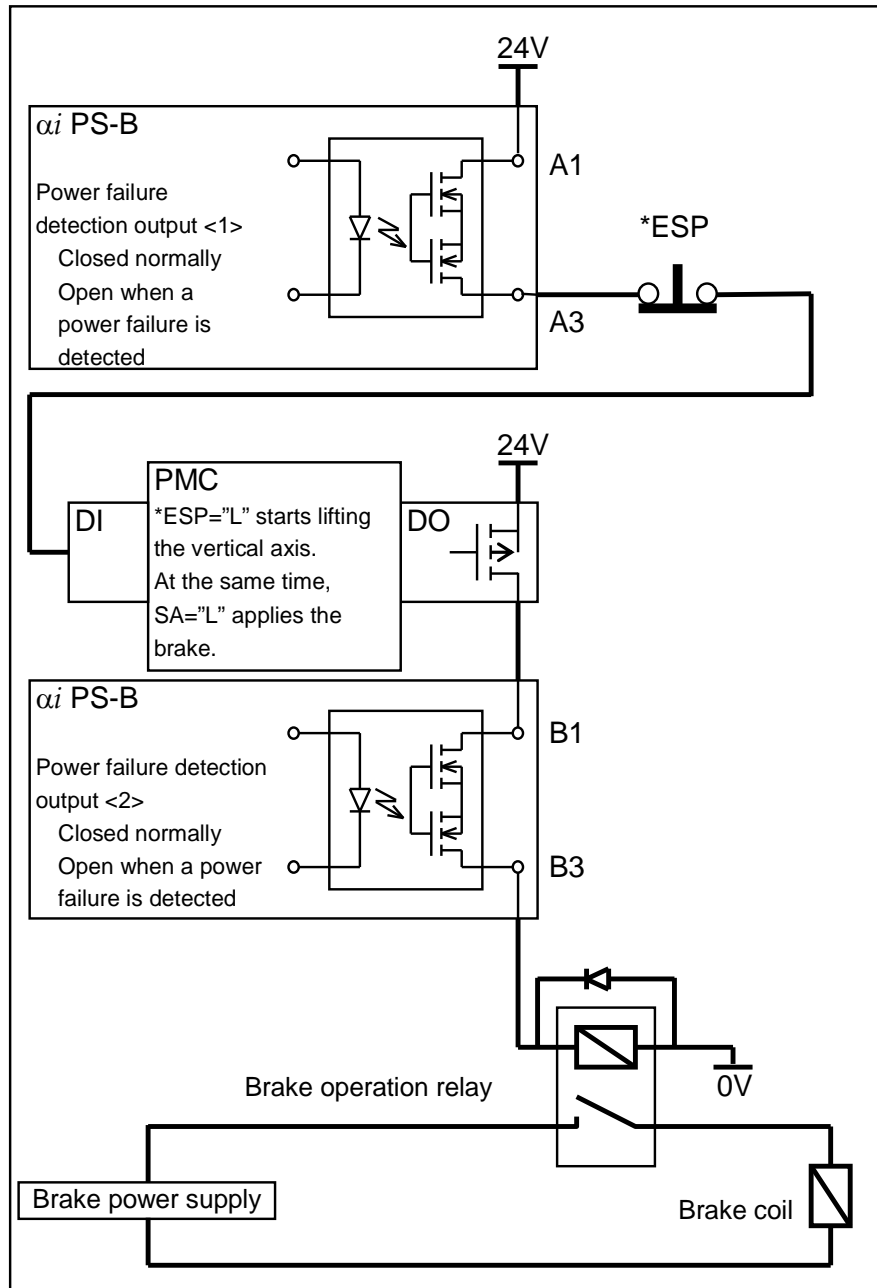 24V
αi PS-B
A1
Power failure
detection output <1>
Closed normally
Open when a
power failure is
detected
*ESP
A3
24V
PMC
DI
*ESP="L" starts lifting
the vertical axis.
At the same time,
SA="L" applies the
brake.
DO
αi PS-B
B1
Power failure detection
output <2>
Closed normally
Open when a power
failure is detected
B3
0V
Brake operation relay
Brake power supply
Brake coil